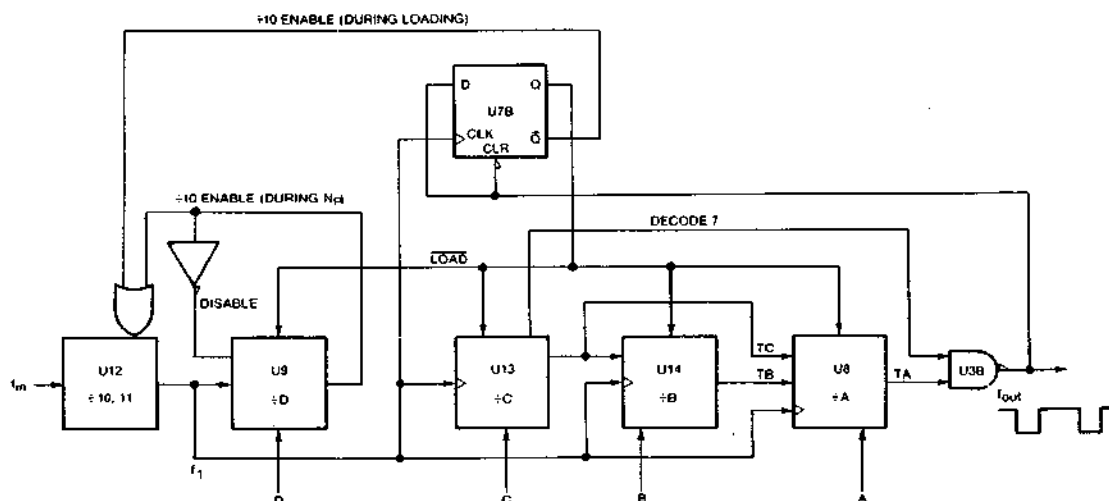 ÷10 ENABLE (DURING LOADING)
D Q
U7B
CLK Q̅
CLR
÷10 ENABLE (DURING Np)
DECODE 7
L̅O̅A̅D̅
DISABLE
U12
÷10, 11
U9
÷D
U13
÷C
TC
U14
÷B
TB
U8
÷A
TA
U3B
fout
fin
f1
D
C
B
A